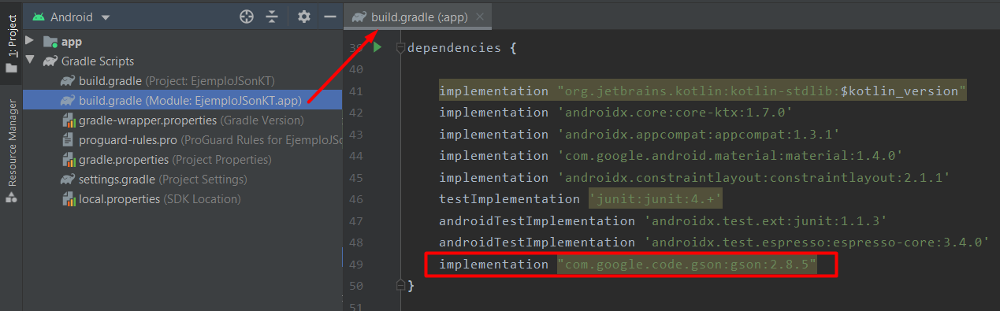 1: Project
Resource Manager
Android
app
Gradle Scripts
build.gradle (Project: EjemploJSonKT)
build.gradle (Module: EjemploJSonKT.app)
gradle-wrapper.properties (Gradle Version)
proguard-rules.pro (ProGuard Rules for EjemploJSo
gradle.properties (Project Properties)
settings.gradle (Project Settings)
local.properties (SDK Location)
build.gradle (:app)
39 dependencies {
40
41 implementation "org.jetbrains.kotlin:kotlin-stdlib:$kotlin_version"
42 implementation 'androidx.core:core-ktx:1.7.0'
43 implementation 'androidx.appcompat:appcompat:1.3.1'
44 implementation 'com.google.android.material:material:1.4.0'
45 implementation 'androidx.constraintlayout:constraintlayout:2.1.1'
46 testImplementation 'junit:junit:4.+'
47 androidTestImplementation 'androidx.test.ext:junit:1.1.3'
48 androidTestImplementation 'androidx.test.espresso:espresso-core:3.4.0'
49 implementation "com.google.code.gson:gson:2.8.5"
50 }
51